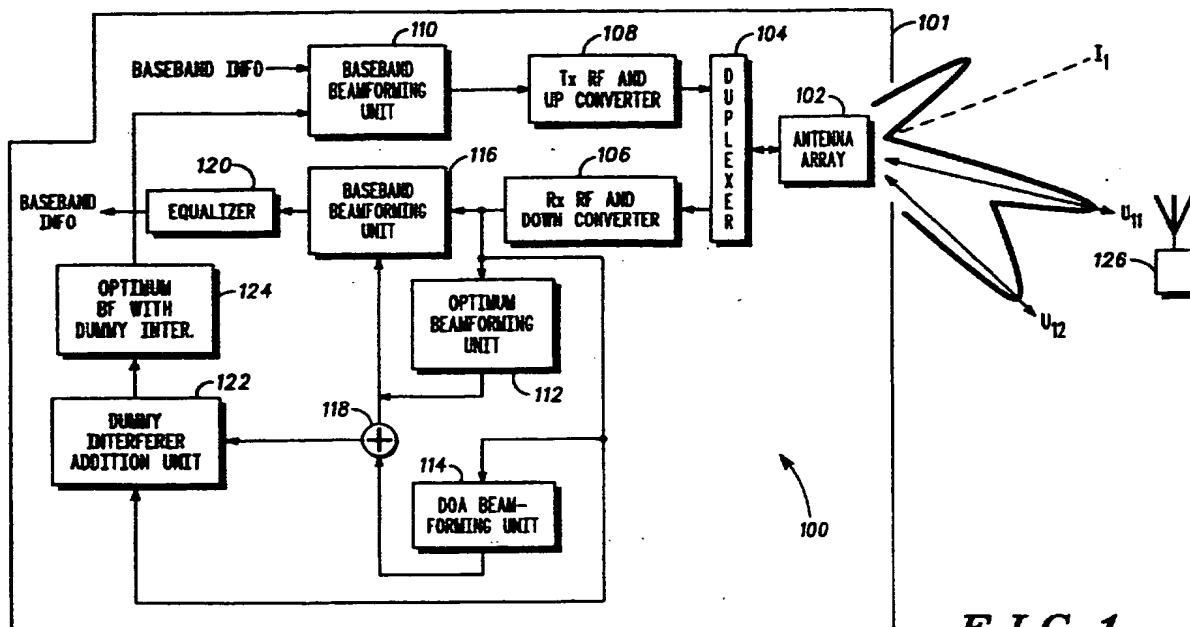 110
108
104
101
BASEBAND INFO
BASEBAND
BEAMFORMING
UNIT
Tx RF AND
UP CONVERTER
DUPLEXER
102
ANTENNA
ARRAY
I1
120
116
106
BASEBAND
INFO
EQUALIZER
BASEBAND
BEAMFORMING
UNIT
Rx RF AND
DOWN CONVERTER
U11
126
OPTIMUM
BF WITH
DUMMY INTER.
124
OPTIMUM
BEAMFORMING
UNIT
U12
122
112
118
DUMMY
INTERFERER
ADDITION UNIT
+
114
DOA BEAM-
FORMING UNIT
100
FIG. 1